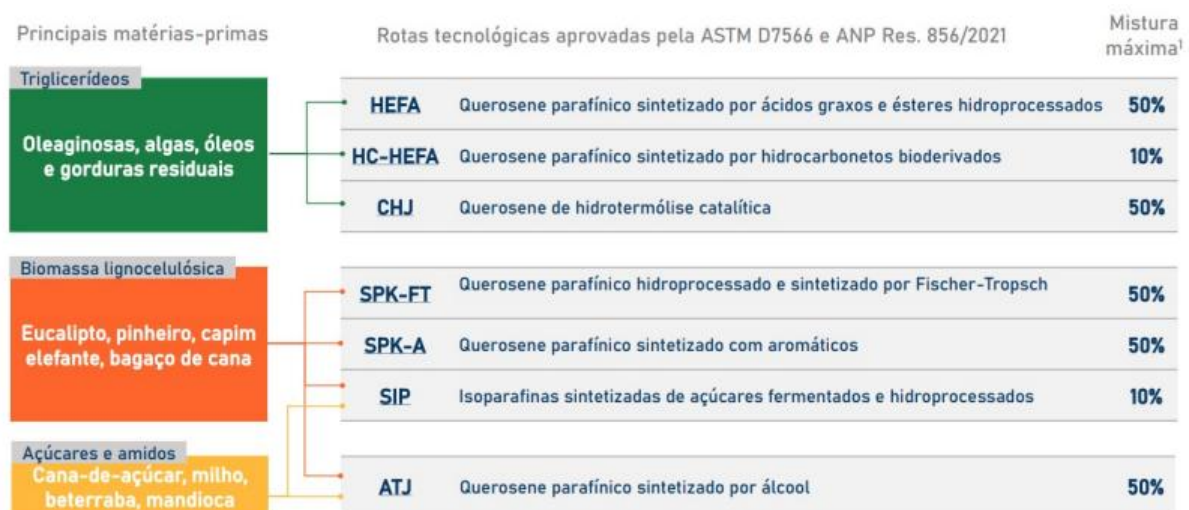 Principais matérias-primas
Rotas tecnológicas aprovadas pela ASTM D7566 e ANP Res. 856/2021
Mistura
máxima¹
Triglicerídeos
Oleaginosas, algas, óleos
e gorduras residuais
HEFA Querosene parafínico sintetizado por ácidos graxos e ésteres hidroprocessados 50%
HC-HEFA Querosene parafínico sintetizado por hidrocarbonetos bioderivados 10%
CHJ Querosene de hidrotermólise catalítica 50%
Biomassa lignocelulósica
Eucalipto, pinheiro, capim
elefante, bagaço de cana
SPK-FT Querosene parafínico hidroprocessado e sintetizado por Fischer-Tropsch 50%
SPK-A Querosene parafínico sintetizado com aromáticos 50%
SIP Isoparafinas sintetizadas de açúcares fermentados e hidroprocessados 10%
Açúcares e amidos
Cana-de-açúcar, milho,
beterraba, mandioca
ATJ Querosene parafínico sintetizado por álcool 50%